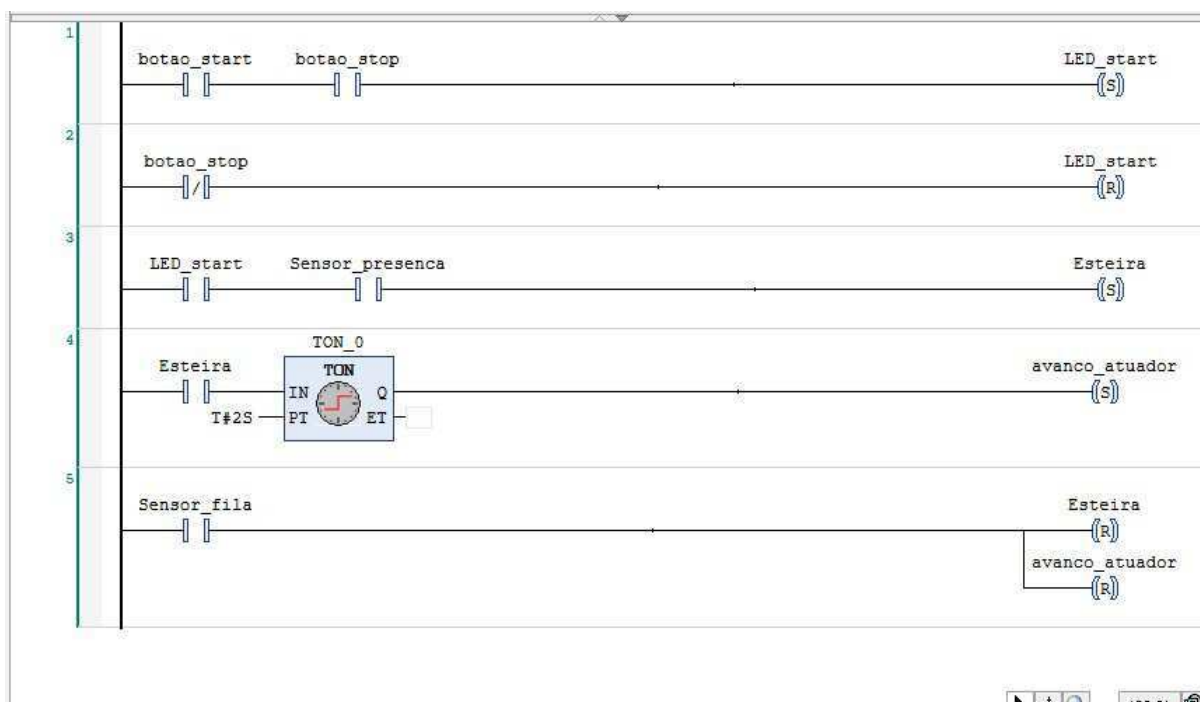 1
botao_start botao_stop LED_start
S
2
botao_stop LED_start
/ R
3
LED_start Sensor_presenca Esteira
S
4
TON_0
Esteira TON avanco_atuador
IN Q S
T#2S PT ET
5
Sensor_fila Esteira
R
avanco_atuador
R